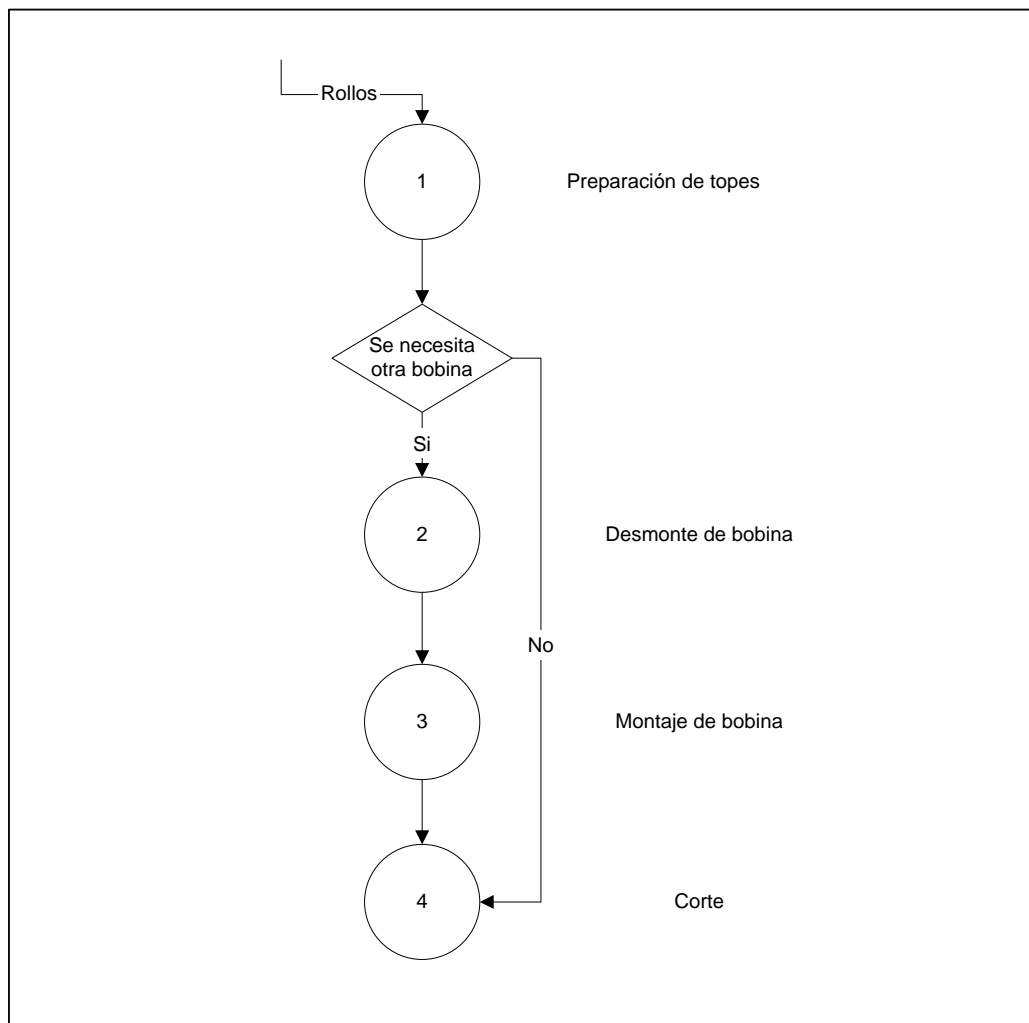 Rollos
1
Preparación de topes
Se necesita
otra bobina
Si
2
Desmonte de bobina
No
3
Montaje de bobina
4
Corte